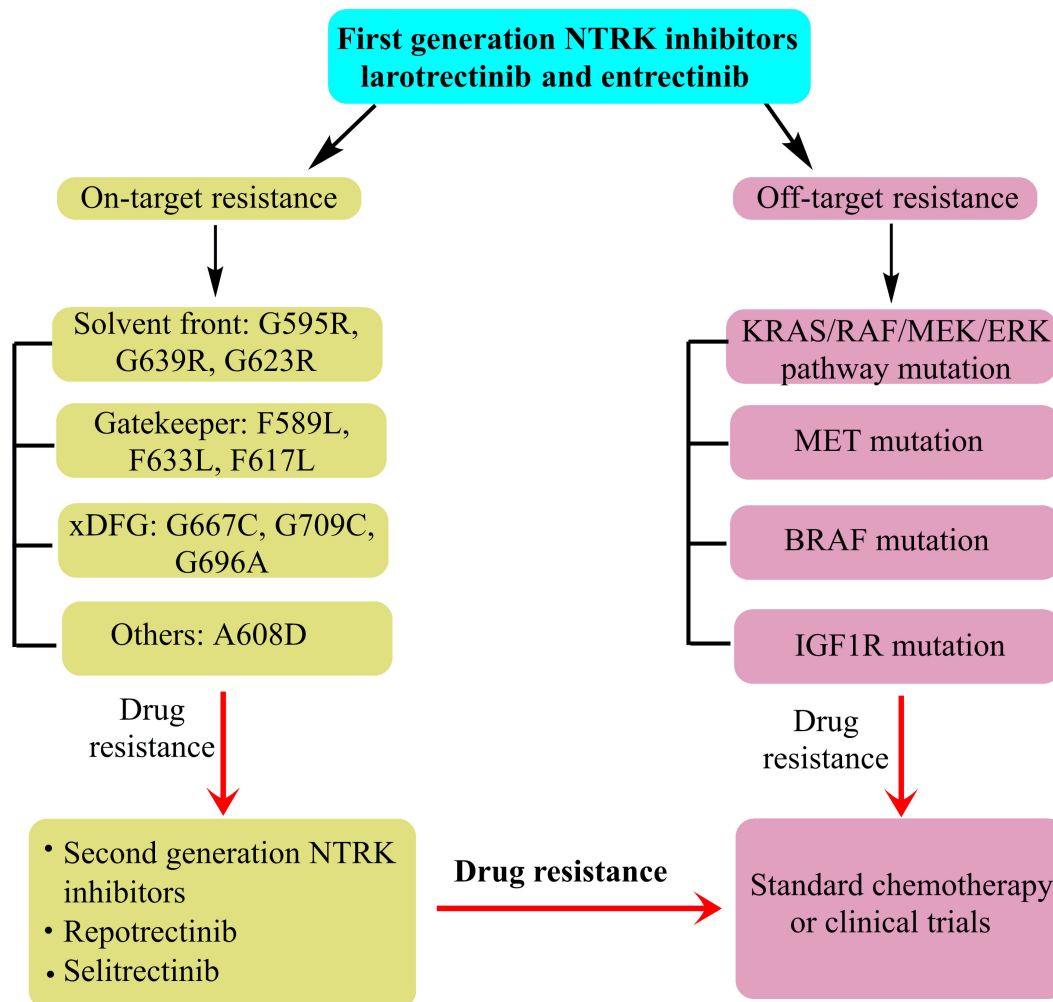 First generation NTRK inhibitors
larotrectinib and entrectinib
On-target resistance
Off-target resistance
Solvent front: G595R,
G639R, G623R
Gatekeeper: F589L,
F633L, F617L
xDFG: G667C, G709C,
G696A
Others: A608D
KRAS/RAF/MEK/ERK
pathway mutation
MET mutation
BRAF mutation
IGF1R mutation
Drug
resistance
Drug
resistance
• Second generation NTRK
inhibitors
• Repotrectinib
• Selitrectinib
Drug resistance
Standard chemotherapy
or clinical trials